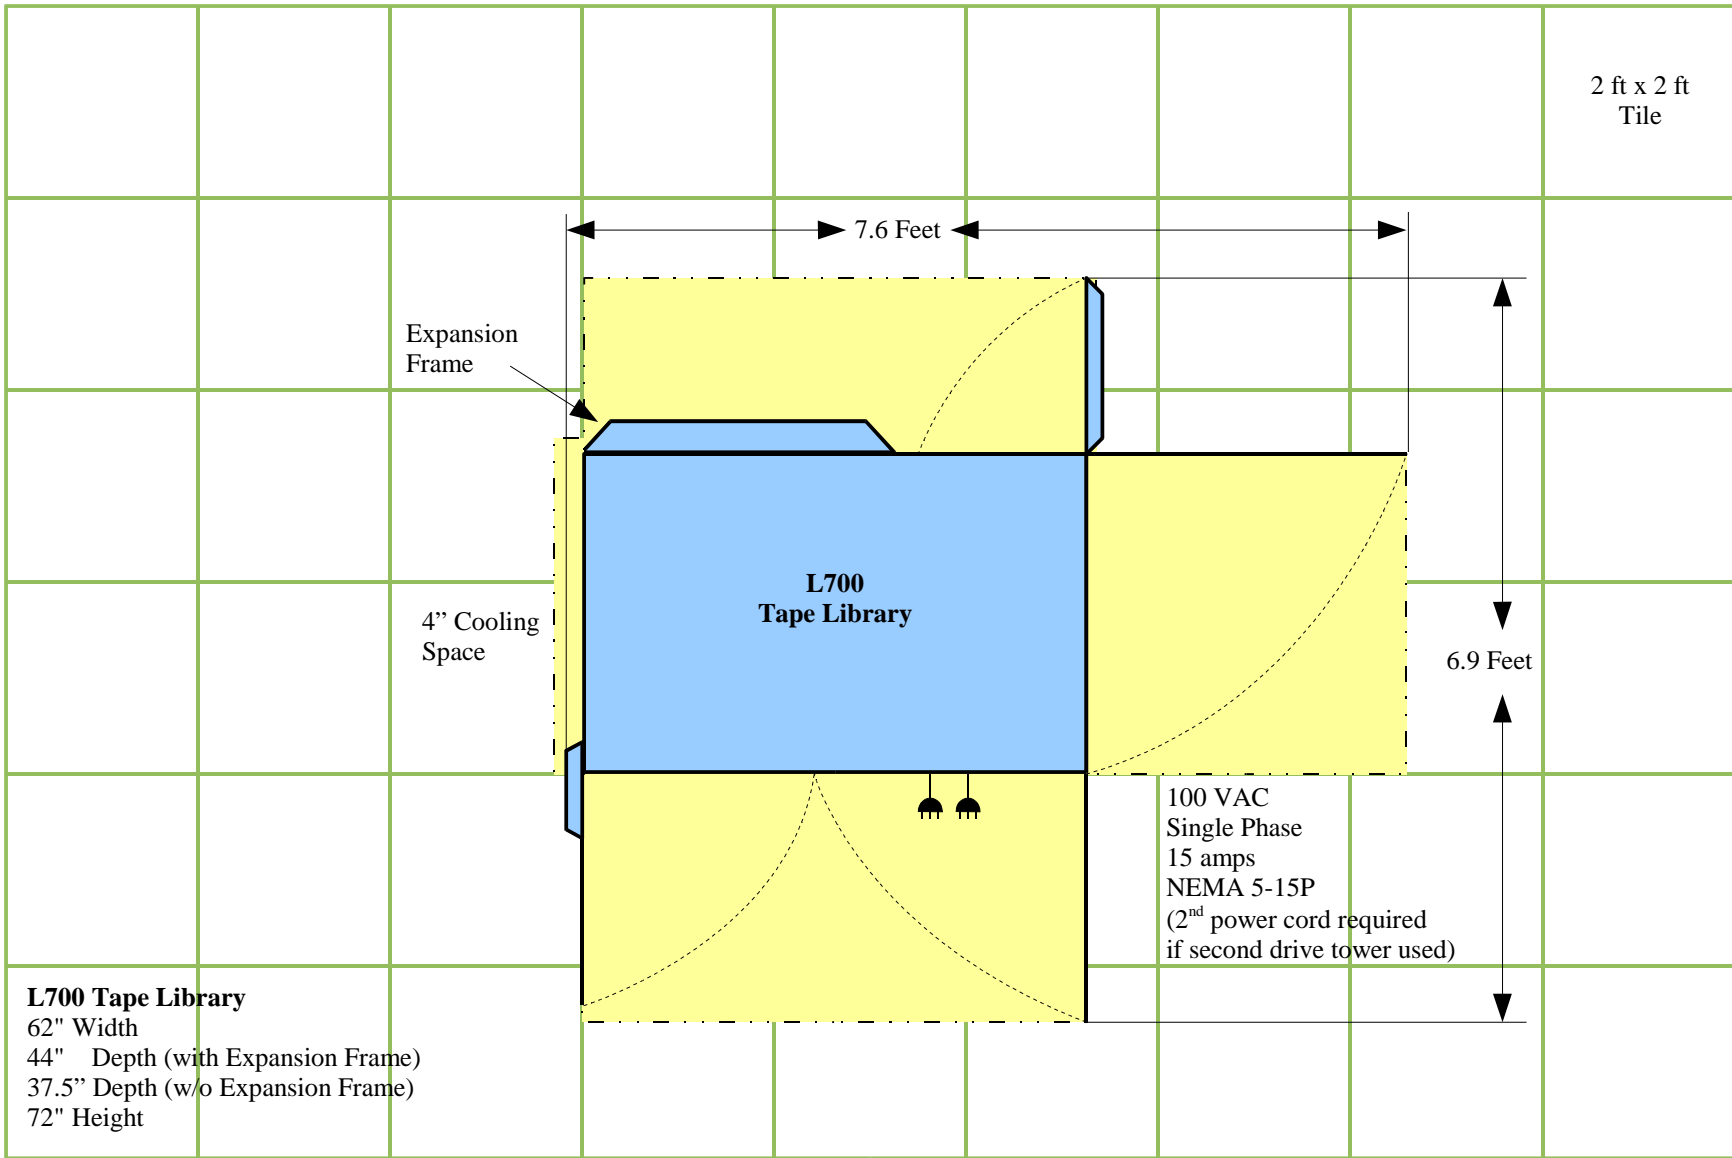 2 ft x 2 ft
Tile
7.6 Feet
Expansion
Frame
L700
Tape Library
4” Cooling
Space
6.9 Feet
100 VAC
Single Phase
15 amps
NEMA 5-15P
(2nd power cord required
if second drive tower used)
L700 Tape Library
62" Width
44" Depth (with Expansion Frame)
37.5” Depth (w/o Expansion Frame)
72" Height